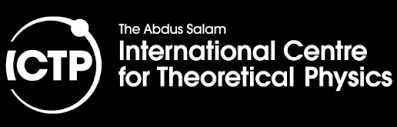 ICTP
The Abdus Salam
International Centre
for Theoretical Physics